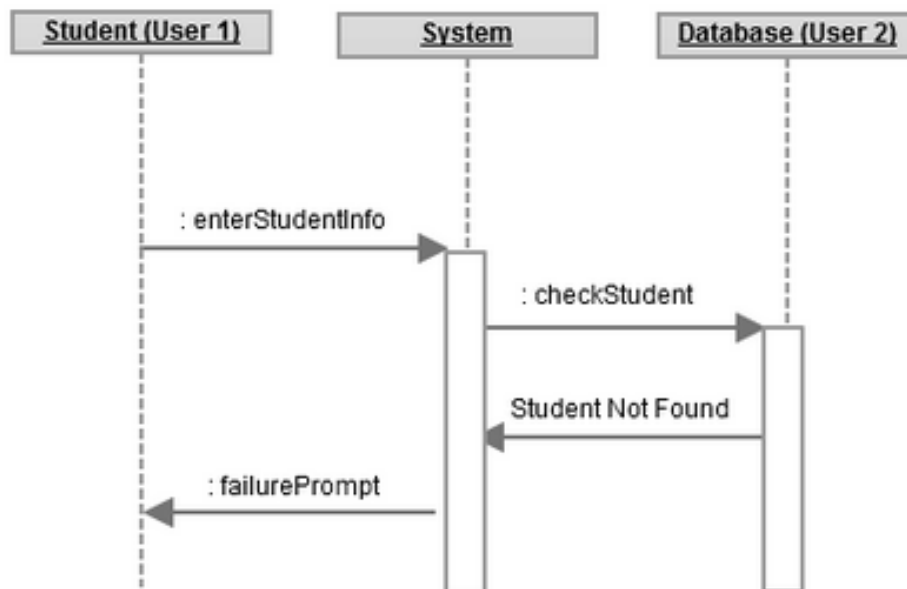 Student (User 1)
System
Database (User 2)
: enterStudentInfo
: checkStudent
Student Not Found
: failurePrompt